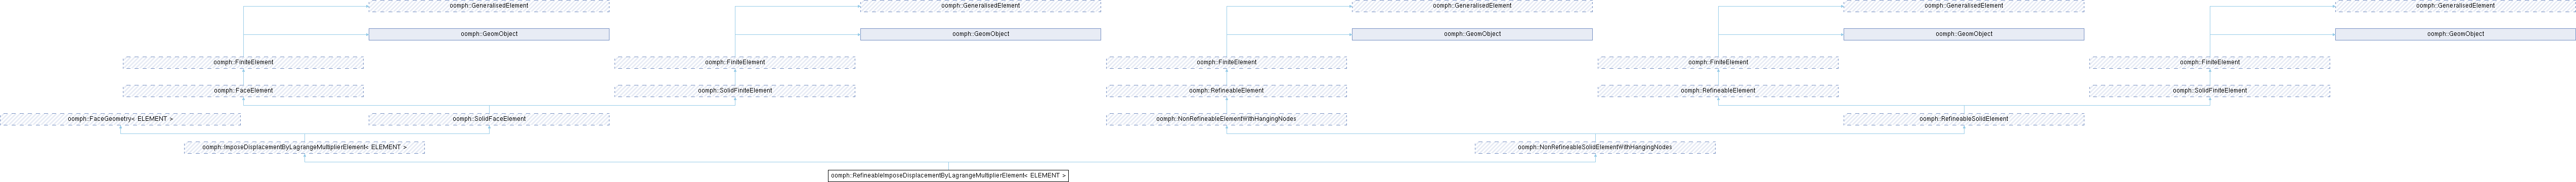 oomph::GeneralisedElement
oomph::GeneralisedElement
oomph::GeneralisedElement
oomph::GeneralisedElement
oomph::GeneralisedElement
oomph::GeomObject
oomph::GeomObject
oomph::GeomObject
oomph::GeomObject
oomph::GeomObject
oomph::FiniteElement
oomph::FiniteElement
oomph::FiniteElement
oomph::FiniteElement
oomph::FiniteElement
oomph::FaceElement
oomph::SolidFiniteElement
oomph::RefineableElement
oomph::RefineableElement
oomph::SolidFiniteElement
oomph::FaceGeometry< ELEMENT >
oomph::SolidFaceElement
oomph::NonRefineableElementWithHangingNodes
oomph::RefineableSolidElement
oomph::ImposeDisplacementByLagrangeMultiplierElement< ELEMENT >
oomph::NonRefineableSolidElementWithHangingNodes
oomph::RefineableImposeDisplacementByLagrangeMultiplierElement< ELEMENT >